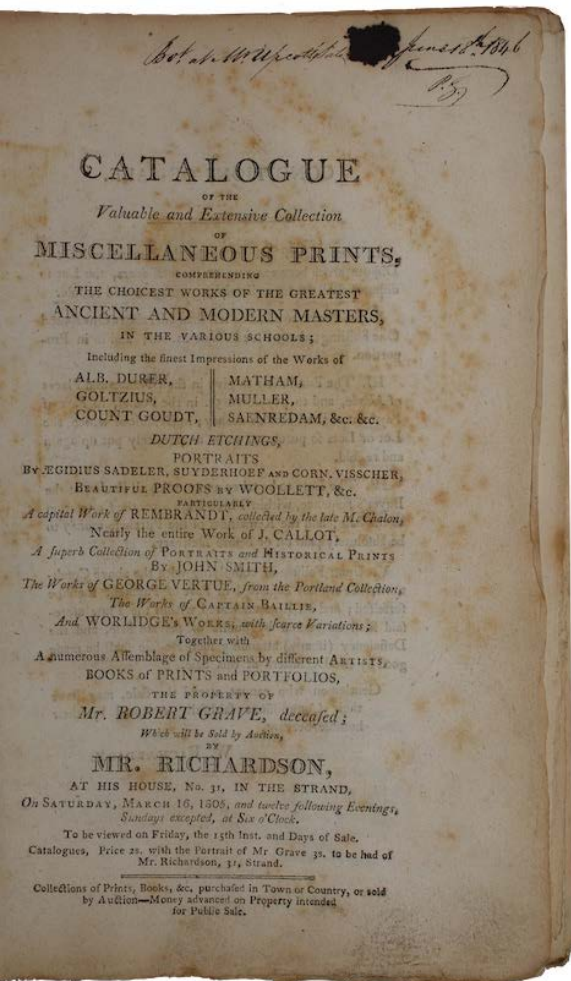 Bot at Mr Upcott's Sale June 18th 1846
P. Z.
CATALOGUE
OF THE
Valuable and Extensive Collection
OF
MISCELLANEOUS PRINTS,
COMPREHENDING
THE CHOICEST WORKS OF THE GREATEST
ANCIENT AND MODERN MASTERS,
IN THE VARIOUS SCHOOLS;
Including the finest Impressions of the Works of
ALB. DURER,
GOLTZIUS,
COUNT GOUDT,
MATHAM,
MULLER,
SAENREDAM, &c. &c.
DUTCH ETCHINGS,
PORTRAITS
By ÆGIDIUS SADELER, SUYDERHOEF AND CORN. VISSCHER,
BEAUTIFUL PROOFS BY WOOLLETT, &c.
PARTICULARLY
A capital Work of REMBRANDT, collected by the late M. Chalon,
Nearly the entire Work of J. CALLOT,
A ſuperb Collection of PORTRAITS and HISTORICAL PRINTS
By JOHN SMITH,
The Works of GEORGE VERTUE, from the Portland Collection,
The Works of CAPTAIN BAILLIE,
And WORLIDGE's WORKS, with ſcarce Variations;
Together with
A numerous Aſſemblage of Specimens by different ARTISTS,
BOOKS of PRINTS and PORTFOLIOS,
THE PROPERTY OF
Mr. ROBERT GRAVE, deceaſed;
Which will be Sold by Auction,
BY
MR. RICHARDSON,
AT HIS HOUSE, No. 31, IN THE STRAND,
On SATURDAY, MARCH 16, 1805, and twelve following Evenings,
Sundays excepted, at Six o'Clock.
To be viewed on Friday, the 15th Inst. and Days of Sale.
Catalogues, Price 2s. with the Portrait of Mr Grave 3s. to be had of
Mr. Richardson, 31, Strand.
Collections of Prints, Books, &c. purchaſed in Town or Country, or sold
by Auction—Money advanced on Property intended
for Public Sale.